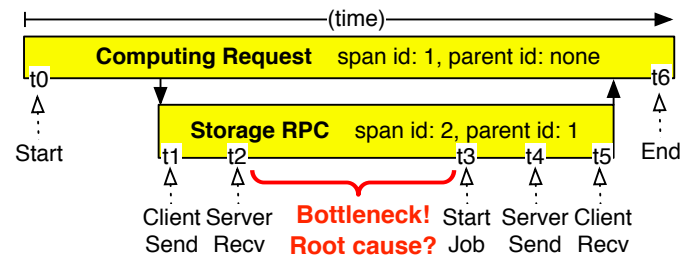 (time)
Computing Request span id: 1, parent id: none
t0 t6
Start End
Storage RPC span id: 2, parent id: 1
t1 t2 t3 t4 t5
Client Server Bottleneck! Start Server Client
Send Recv Root cause? Job Send Recv